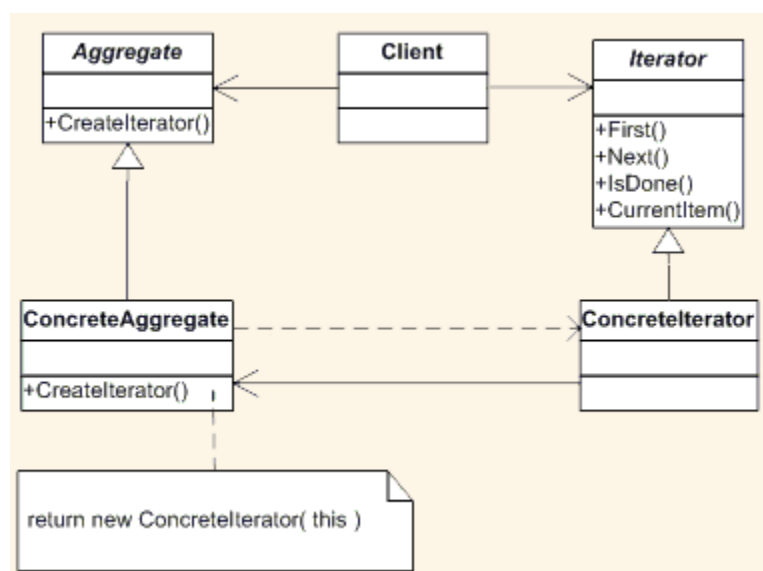 Aggregate
+CreateIterator()
Client
Iterator
+First()
+Next()
+IsDone()
+CurrentItem()
ConcreteAggregate
+CreateIterator()
ConcreteIterator
return new ConcreteIterator( this )